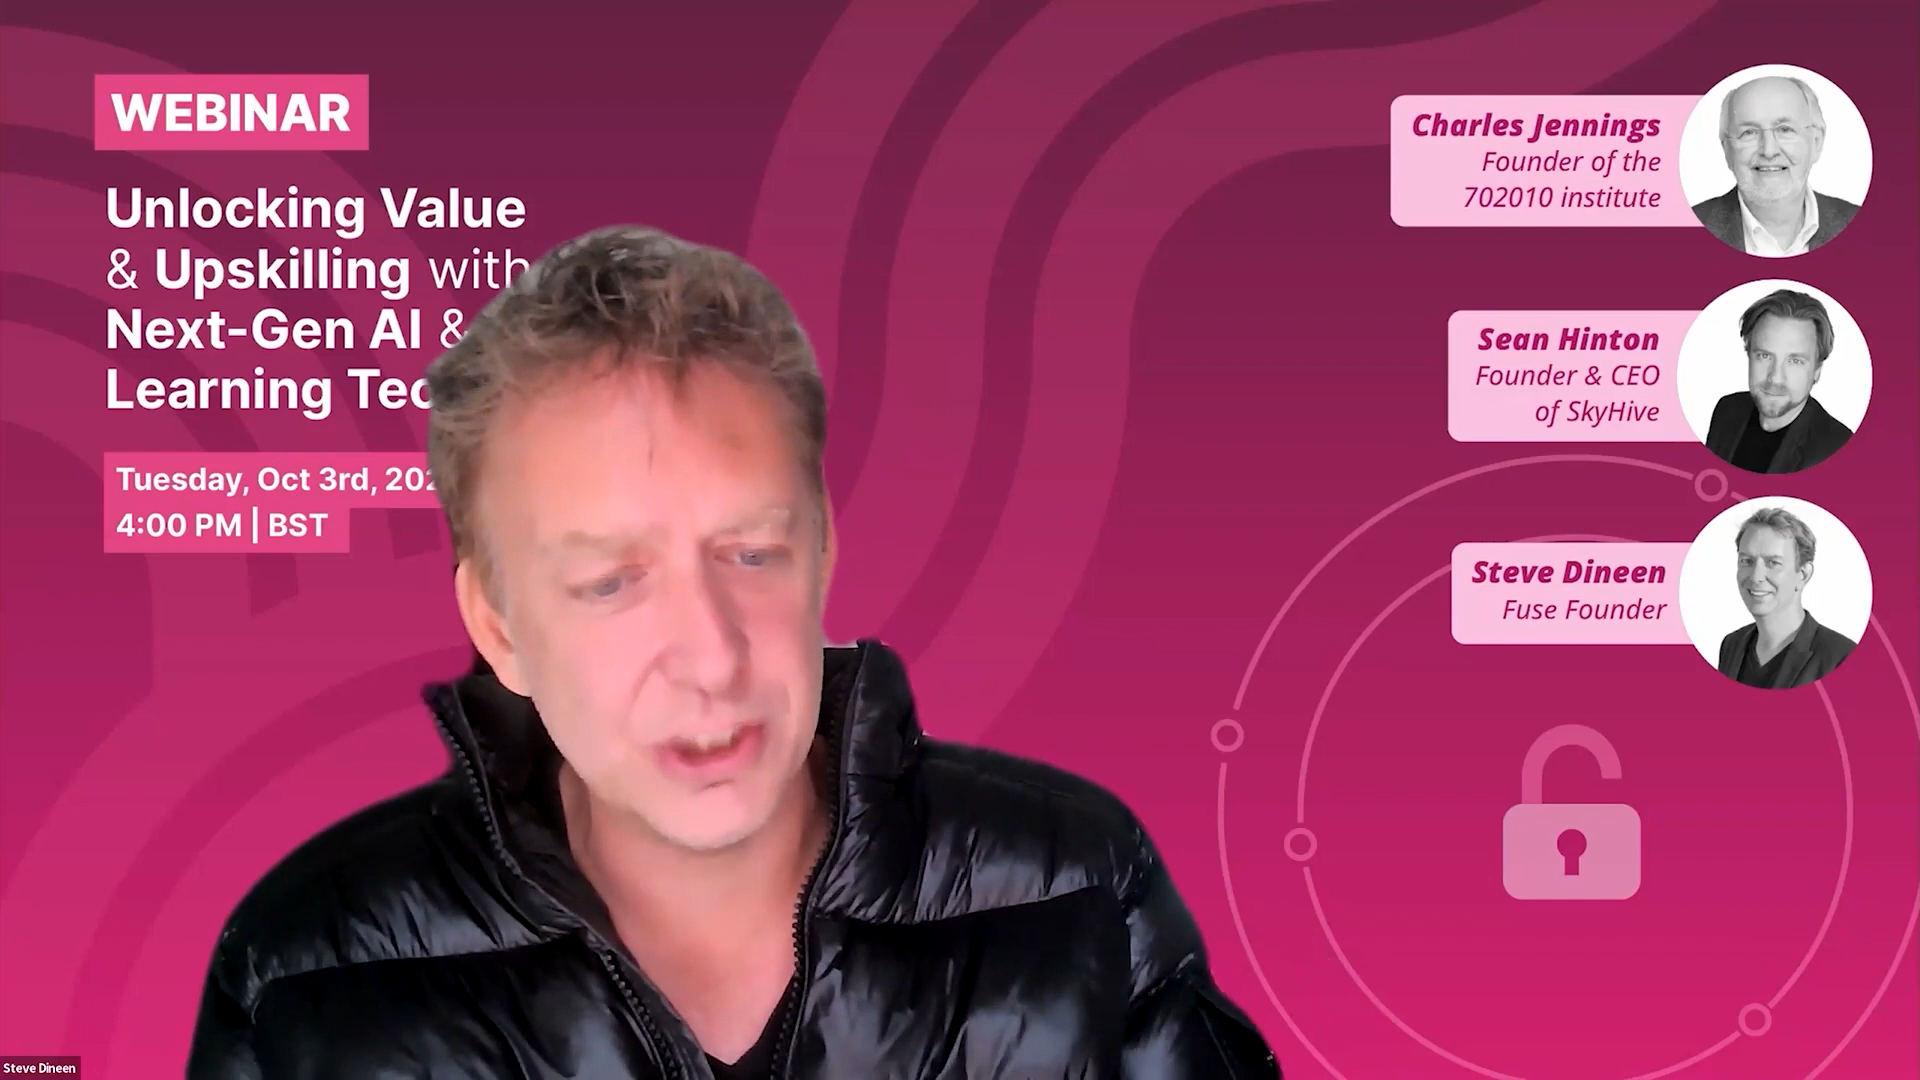 WEBINAR
Unlocking Value
& Upskilling with
Next-Gen AI &
Learning Tec
Tuesday, Oct 3rd, 202
4:00 PM | BST
Charles Jennings
Founder of the
702010 institute
Sean Hinton
Founder & CEO
of SkyHive
Steve Dineen
Fuse Founder
Steve Dineen